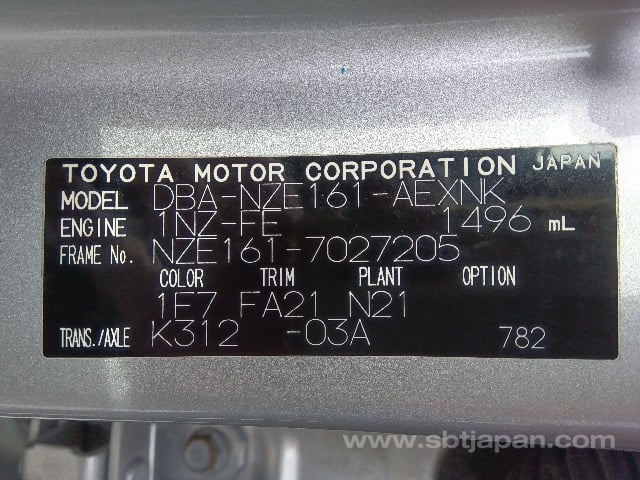 TOYOTA MOTOR CORPORATION JAPAN
MODEL DBA-NZE161-AEXNK
ENGINE 1NZ-FE 1496 mL
FRAME No. NZE161-7027205
COLOR TRIM PLANT OPTION
1E7 FA21 N21
TRANS./AXLE K312 -03A 782
www.sbtjapan.com